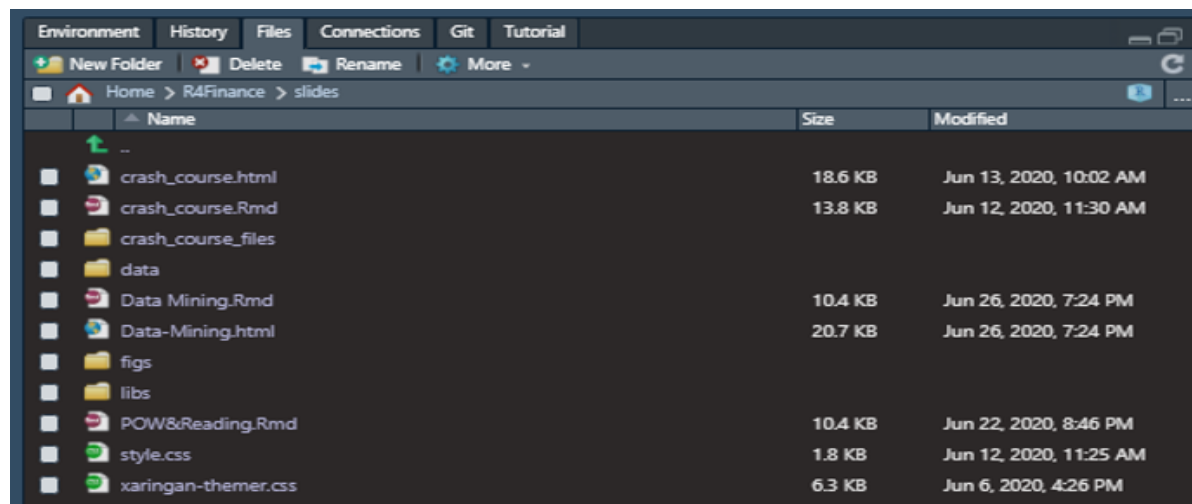 Environment History Files Connections Git Tutorial
New Folder Delete Rename More
Home > R4Finance > slides R ...
Name Size Modified
..
crash_course.html 18.6 KB Jun 13, 2020, 10:02 AM
crash_course.Rmd 13.8 KB Jun 12, 2020, 11:30 AM
crash_course_files
data
Data Mining.Rmd 10.4 KB Jun 26, 2020, 7:24 PM
Data-Mining.html 20.7 KB Jun 26, 2020, 7:24 PM
figs
libs
POW&Reading.Rmd 10.4 KB Jun 22, 2020, 8:46 PM
style.css 1.8 KB Jun 12, 2020, 11:25 AM
xaringan-themer.css 6.3 KB Jun 6, 2020, 4:26 PM